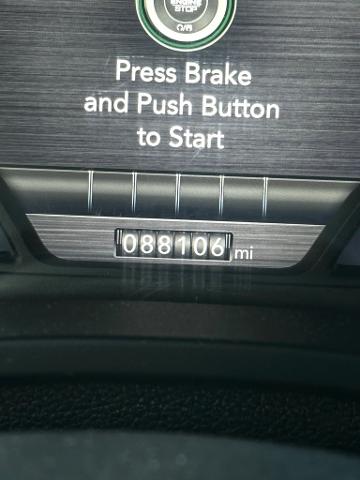 ENGINE
STOP
Press Brake
and Push Button
to Start
088106 mi